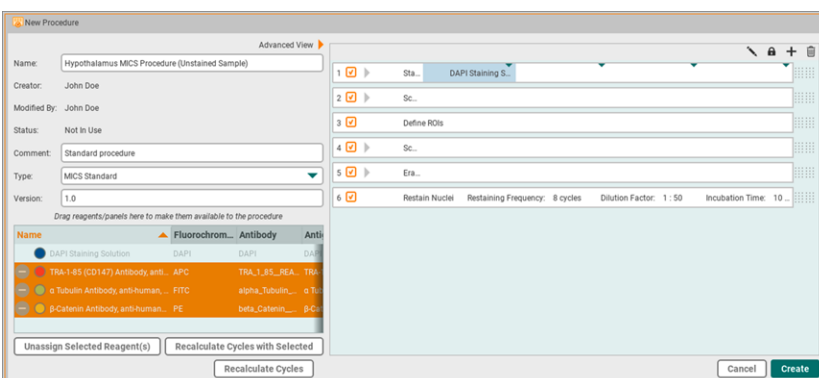 New Procedure
Advanced View
Name: Hypothalamus MICS Procedure (Unstained Sample)
Creator: John Doe
Modified By: John Doe
Status: Not In Use
Comment: Standard procedure
Type: MICS Standard
Version: 1.0
Drag reagents/panels here to make them available to the procedure
Name Fluorochrom... Antibody Anti
DAPI Staining Solution DAPI DAPI DAPI
TRA-1-85 (CD147) Antibody, anti... APC TRA_1_85_REA... TRA-1
α Tubulin Antibody, anti-human, ... FITC alpha_Tubulin_... α Tub
β-Catenin Antibody, anti-human... PE beta_Catenin_... β-Cat
Unassign Selected Reagent(s) Recalculate Cycles with Selected
Recalculate Cycles
1 Sta... DAPI Staining S...
2 Sc...
3 Define ROIs
4 Sc...
5 Era...
6 Restain Nuclei Restaining Frequency: 8 cycles Dilution Factor: 1 : 50 Incubation Time: 10 ...
Cancel Create